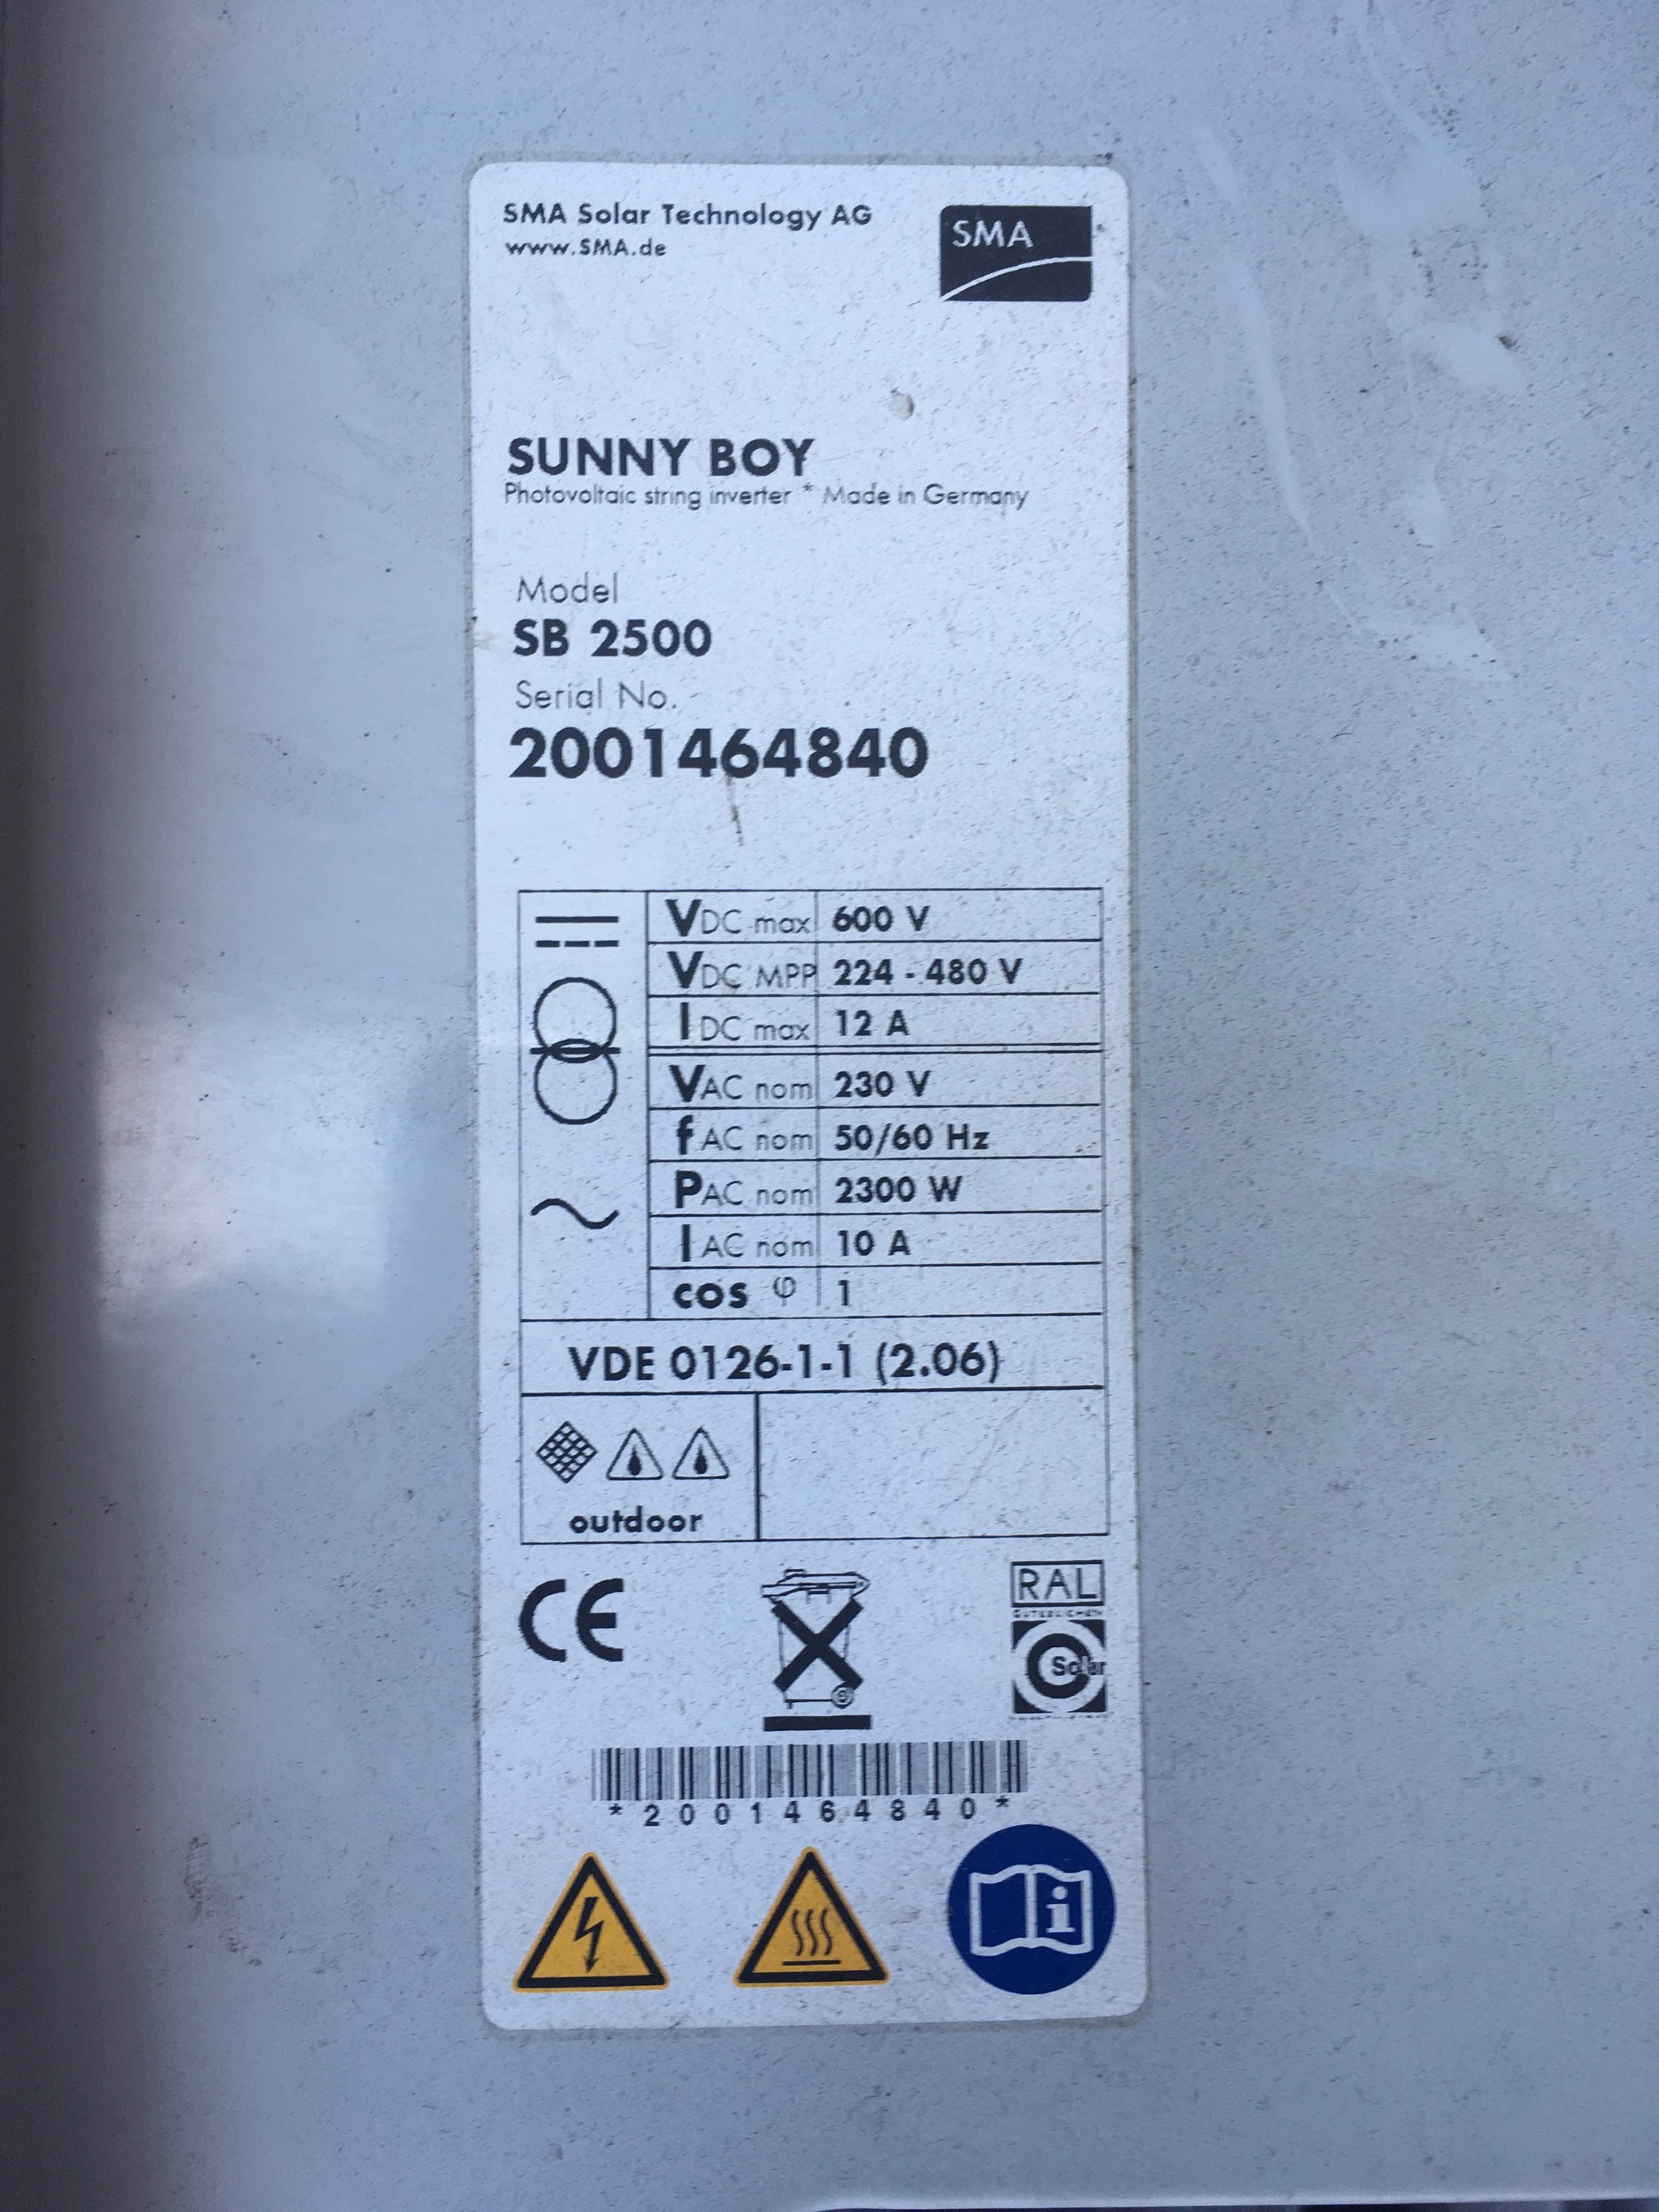 SMA Solar Technology AG
www.SMA.de
SMA
SUNNY BOY
Photovoltaic string inverter * Made in Germany
Model
SB 2500
Serial No.
2001464840
VDC max 600 V
VDC MPP 224 - 480 V
IDC max 12 A
VAC nom 230 V
fAC nom 50/60 Hz
PAC nom 2300 W
IAC nom 10 A
cos φ 1
VDE 0126-1-1 (2.06)
outdoor
CE
RAL
GÜTEZEICHEN
Solar
*2001464840*
i